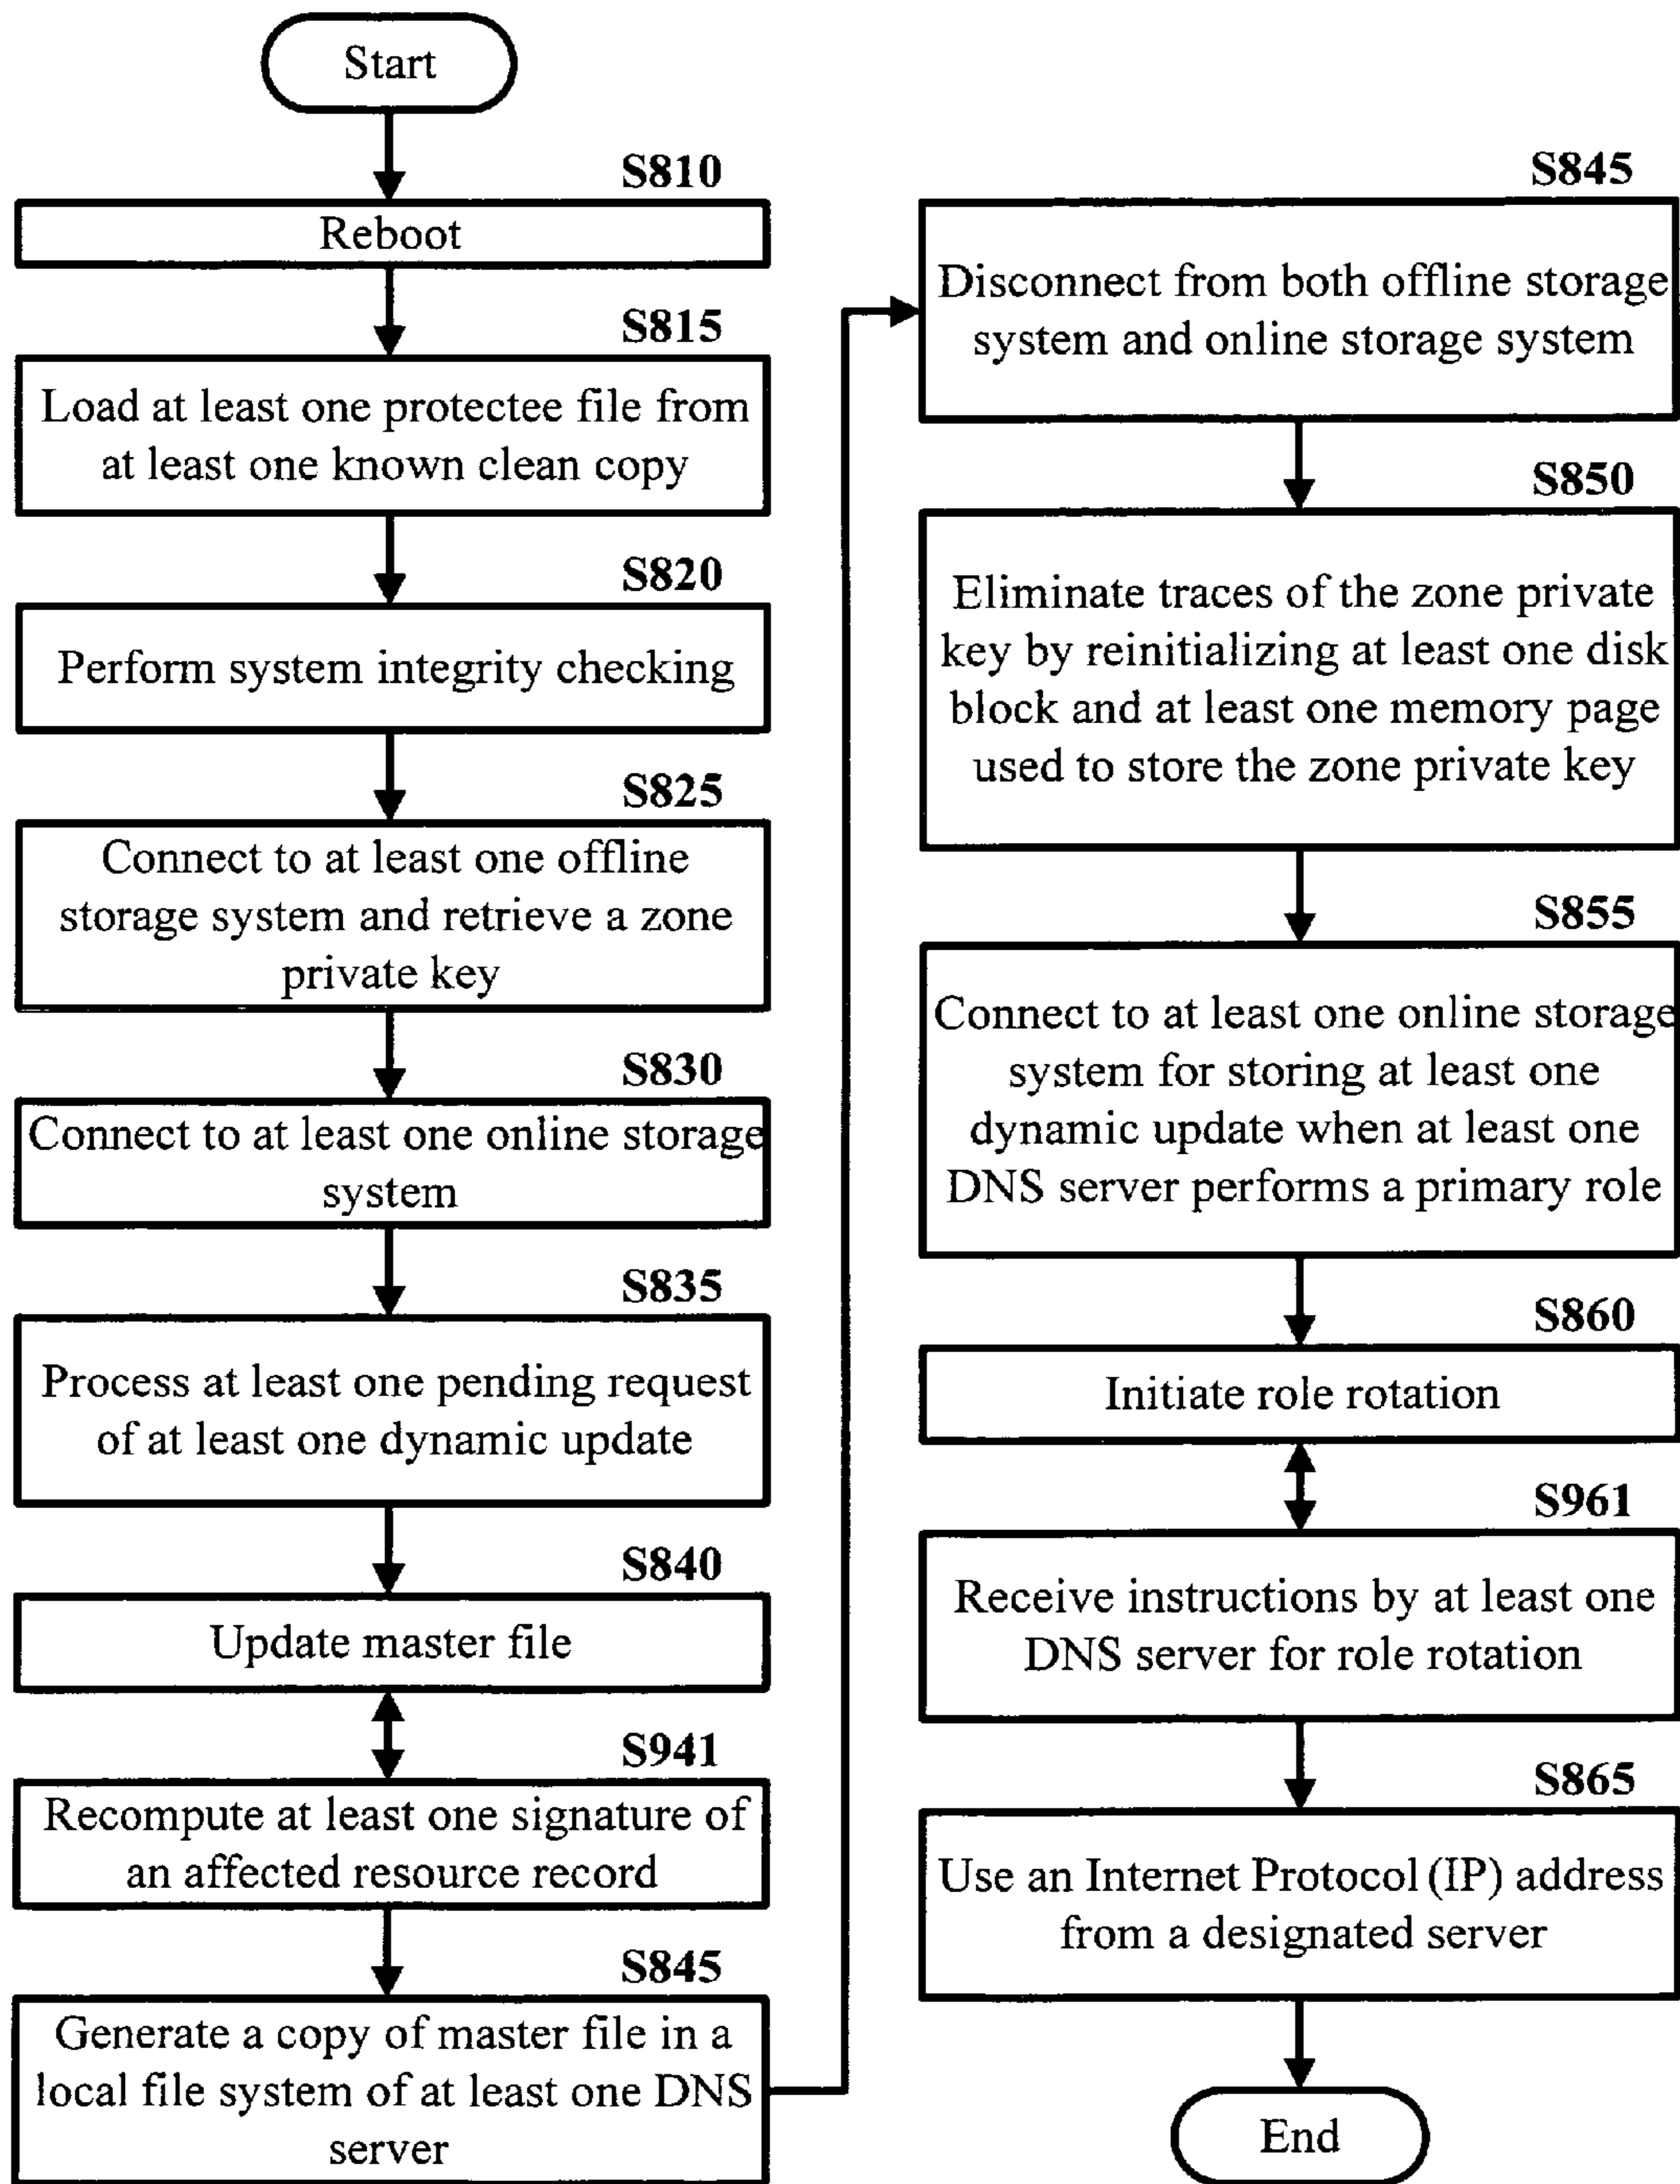 Start
S810
Reboot
S815
Load at least one protectee file from
at least one known clean copy
S820
Perform system integrity checking
S825
Connect to at least one offline
storage system and retrieve a zone
private key
S830
Connect to at least one online storage
system
S835
Process at least one pending request
of at least one dynamic update
S840
Update master file
S941
Recompute at least one signature of
an affected resource record
S845
Generate a copy of master file in a
local file system of at least one DNS
server
S845
Disconnect from both offline storage
system and online storage system
S850
Eliminate traces of the zone private
key by reinitializing at least one disk
block and at least one memory page
used to store the zone private key
S855
Connect to at least one online storage
system for storing at least one
dynamic update when at least one
DNS server performs a primary role
S860
Initiate role rotation
S961
Receive instructions by at least one
DNS server for role rotation
S865
Use an Internet Protocol (IP) address
from a designated server
End